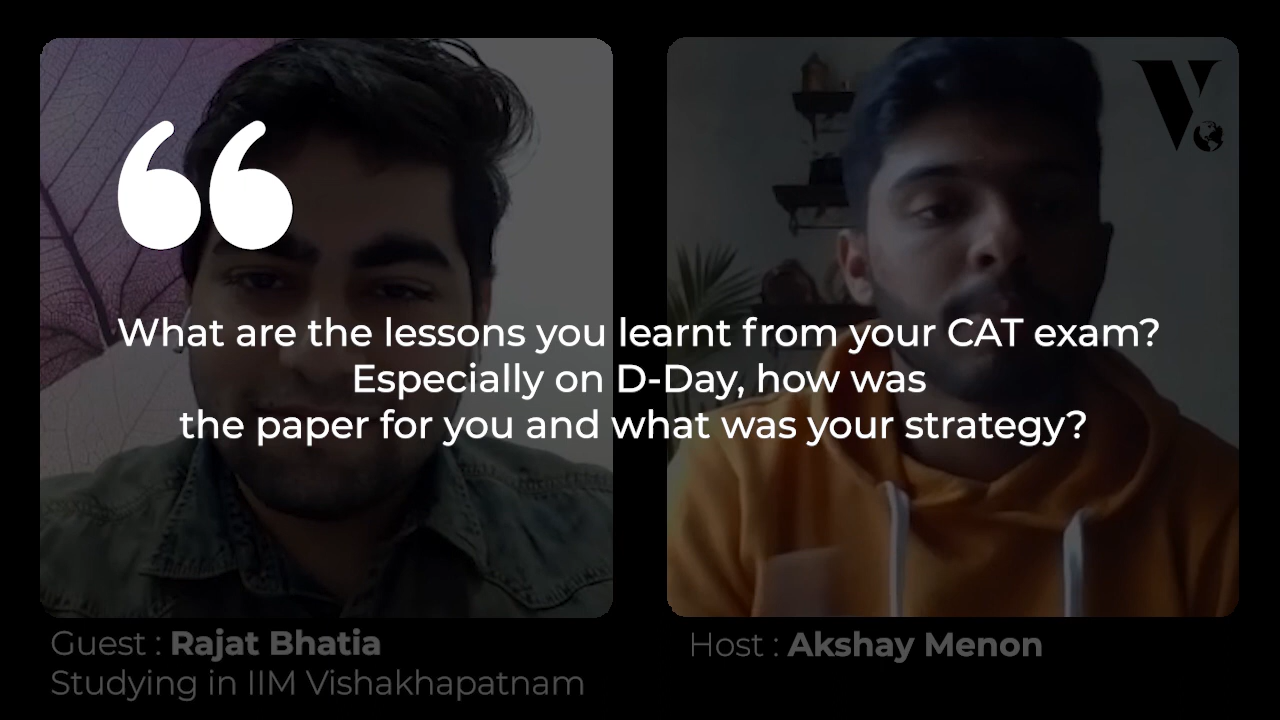 What are the lessons you learnt from your CAT exam?
Especially on D-Day, how was
the paper for you and what was your strategy?
Guest : Rajat Bhatia
Studying in IIM Vishakhapatnam
Host : Akshay Menon
V